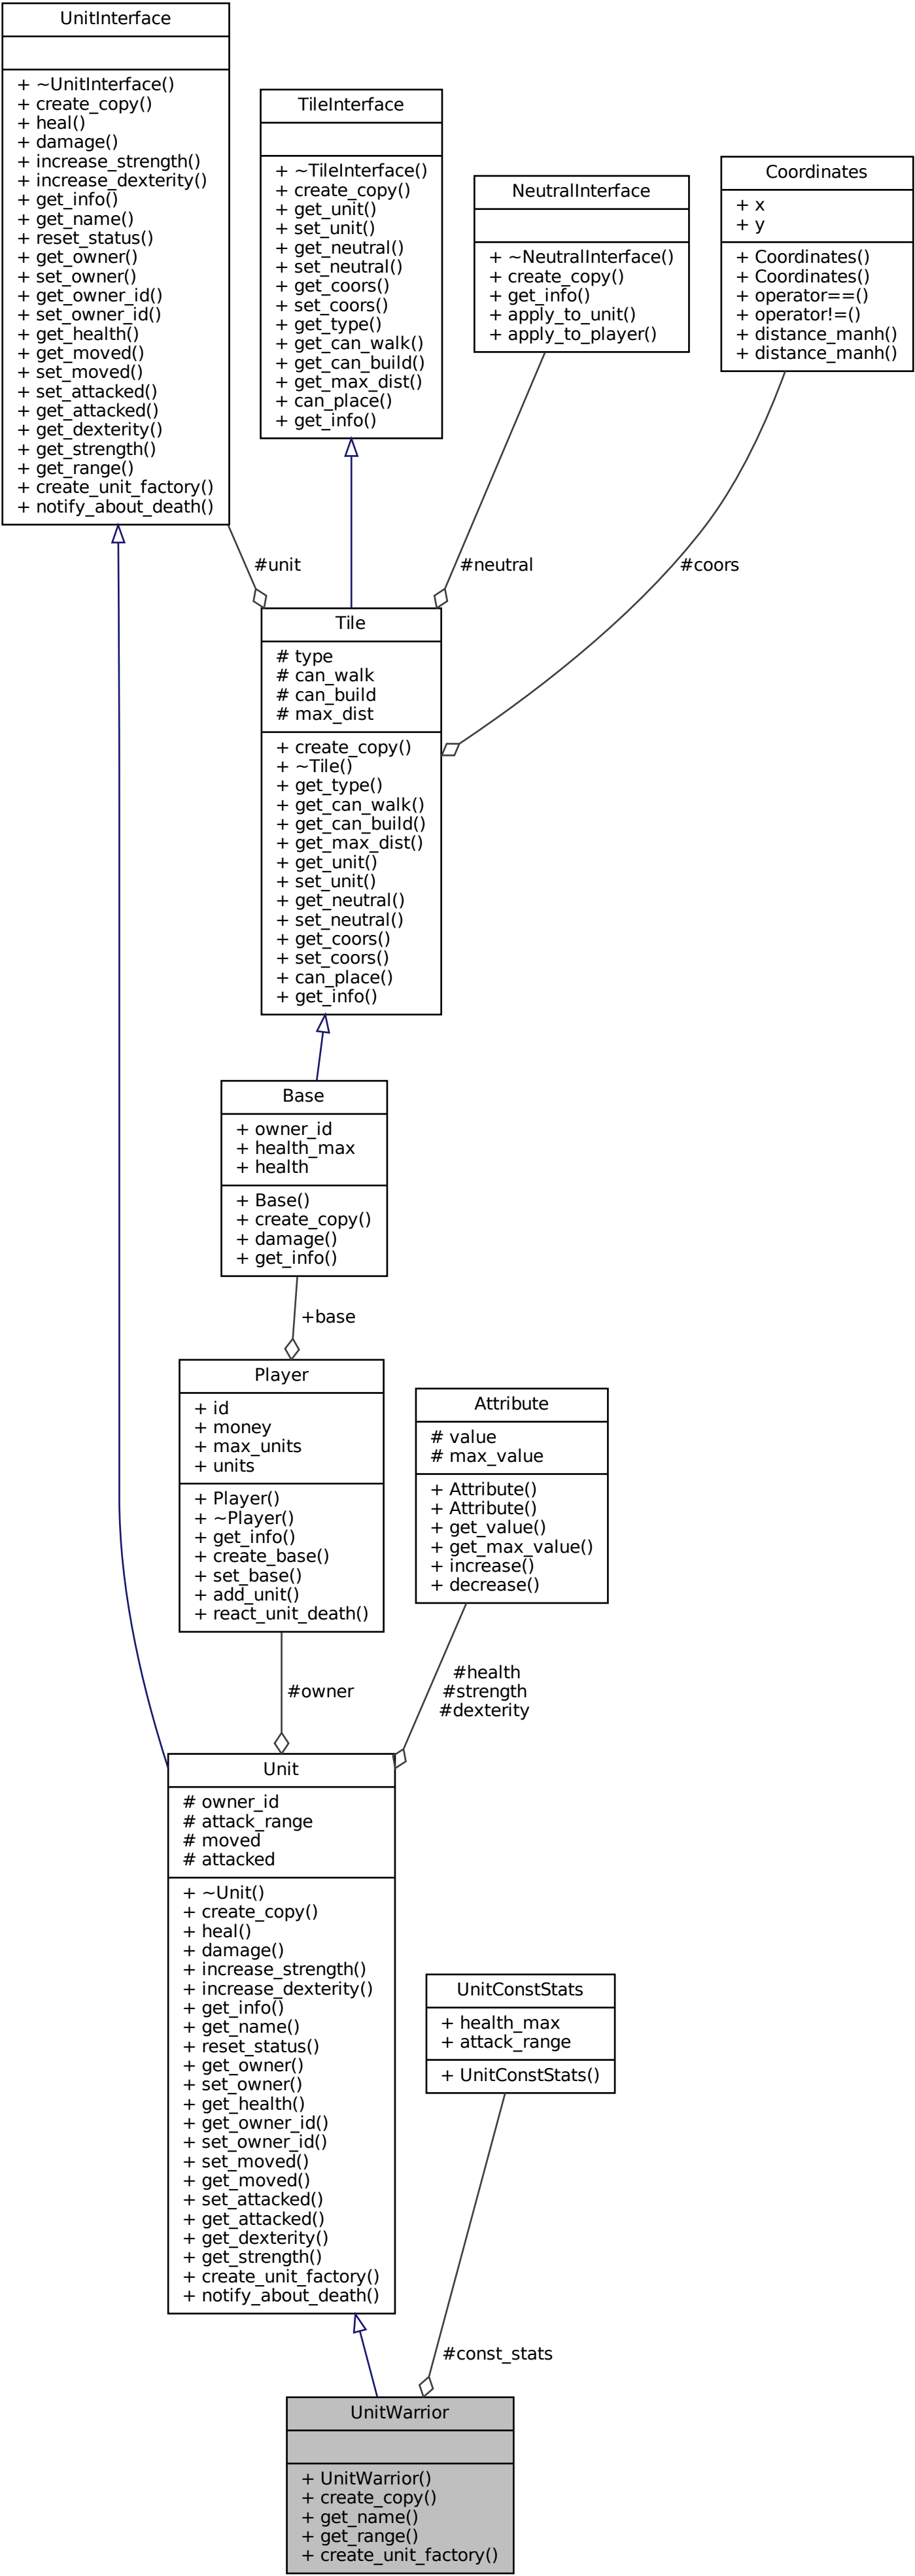 UnitInterface
+ ~UnitInterface()
+ create_copy()
+ heal()
+ damage()
+ increase_strength()
+ increase_dexterity()
+ get_info()
+ get_name()
+ reset_status()
+ get_owner()
+ set_owner()
+ get_owner_id()
+ set_owner_id()
+ get_health()
+ get_moved()
+ set_moved()
+ set_attacked()
+ get_attacked()
+ get_dexterity()
+ get_strength()
+ get_range()
+ create_unit_factory()
+ notify_about_death()
TileInterface
+ ~TileInterface()
+ create_copy()
+ get_unit()
+ set_unit()
+ get_neutral()
+ set_neutral()
+ get_coors()
+ set_coors()
+ get_type()
+ get_can_walk()
+ get_can_build()
+ get_max_dist()
+ can_place()
+ get_info()
NeutralInterface
+ ~NeutralInterface()
+ create_copy()
+ get_info()
+ apply_to_unit()
+ apply_to_player()
Coordinates
+ x
+ y
+ Coordinates()
+ Coordinates()
+ operator==()
+ operator!=()
+ distance_manh()
+ distance_manh()
#unit
#neutral
#coors
Tile
# type
# can_walk
# can_build
# max_dist
+ create_copy()
+ ~Tile()
+ get_type()
+ get_can_walk()
+ get_can_build()
+ get_max_dist()
+ get_unit()
+ set_unit()
+ get_neutral()
+ set_neutral()
+ get_coors()
+ set_coors()
+ can_place()
+ get_info()
Base
+ owner_id
+ health_max
+ health
+ Base()
+ create_copy()
+ damage()
+ get_info()
+base
Player
+ id
+ money
+ max_units
+ units
+ Player()
+ ~Player()
+ get_info()
+ create_base()
+ set_base()
+ add_unit()
+ react_unit_death()
Attribute
# value
# max_value
+ Attribute()
+ Attribute()
+ get_value()
+ get_max_value()
+ increase()
+ decrease()
#owner
#health
#strength
#dexterity
Unit
# owner_id
# attack_range
# moved
# attacked
+ ~Unit()
+ create_copy()
+ heal()
+ damage()
+ increase_strength()
+ increase_dexterity()
+ get_info()
+ get_name()
+ reset_status()
+ get_owner()
+ set_owner()
+ get_health()
+ get_owner_id()
+ set_owner_id()
+ set_moved()
+ get_moved()
+ set_attacked()
+ get_attacked()
+ get_dexterity()
+ get_strength()
+ create_unit_factory()
+ notify_about_death()
UnitConstStats
+ health_max
+ attack_range
+ UnitConstStats()
#const_stats
UnitWarrior
+ UnitWarrior()
+ create_copy()
+ get_name()
+ get_range()
+ create_unit_factory()